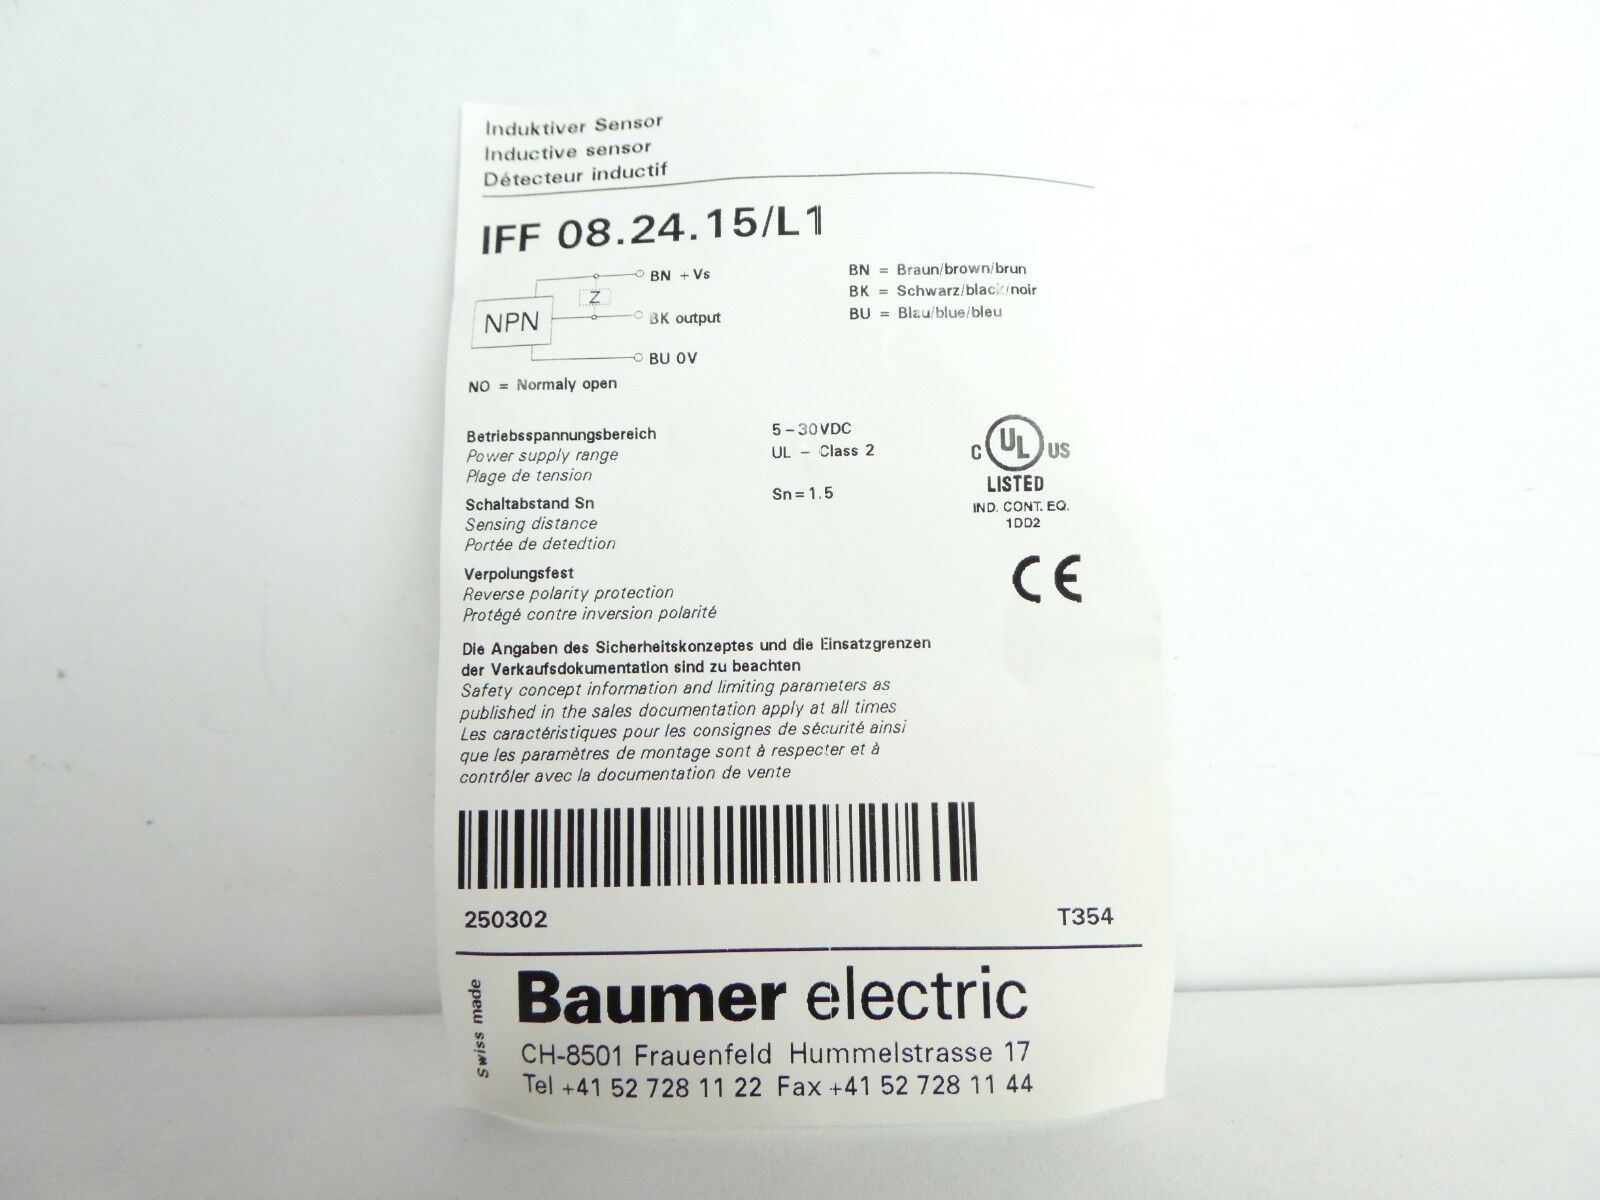 Induktiver Sensor
Inductive sensor
Détecteur inductif
IFF 08.24.15/L1
BN +Vs
Z
NPN
BK output
BU 0V
NO = Normaly open
BN = Braun/brown/brun
BK = Schwarz/black/noir
BU = Blau/blue/bleu
Betriebsspannungsbereich
Power supply range
Plage de tension
5-30VDC
UL - Class 2
Schaltabstand Sn
Sensing distance
Portée de detedtion
Sn=1.5
Verpolungsfest
Reverse polarity protection
Protégé contre inversion polarité
C UL US
LISTED
IND. CONT. EQ.
1DD2
CE
Die Angaben des Sicherheitskonzeptes und die Einsatzgrenzen
der Verkaufsdokumentation sind zu beachten
Safety concept information and limiting parameters as
published in the sales documentation apply at all times
Les caractéristiques pour les consignes de sécurité ainsi
que les paramètres de montage sont à respecter et à
contrôler avec la documentation de vente
250302
T354
Swiss made
Baumer electric
CH-8501 Frauenfeld Hummelstrasse 17
Tel +41 52 728 11 22 Fax +41 52 728 11 44